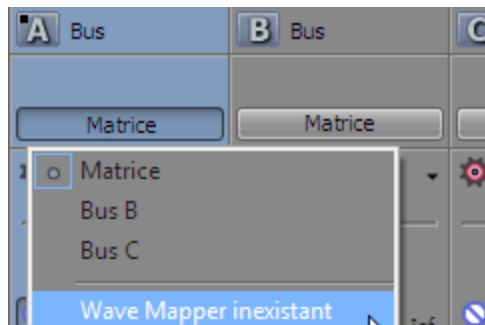 A Bus
B Bus
C
Matrice
Matrice
Matrice
Bus B
Bus C
Wave Mapper inexistant